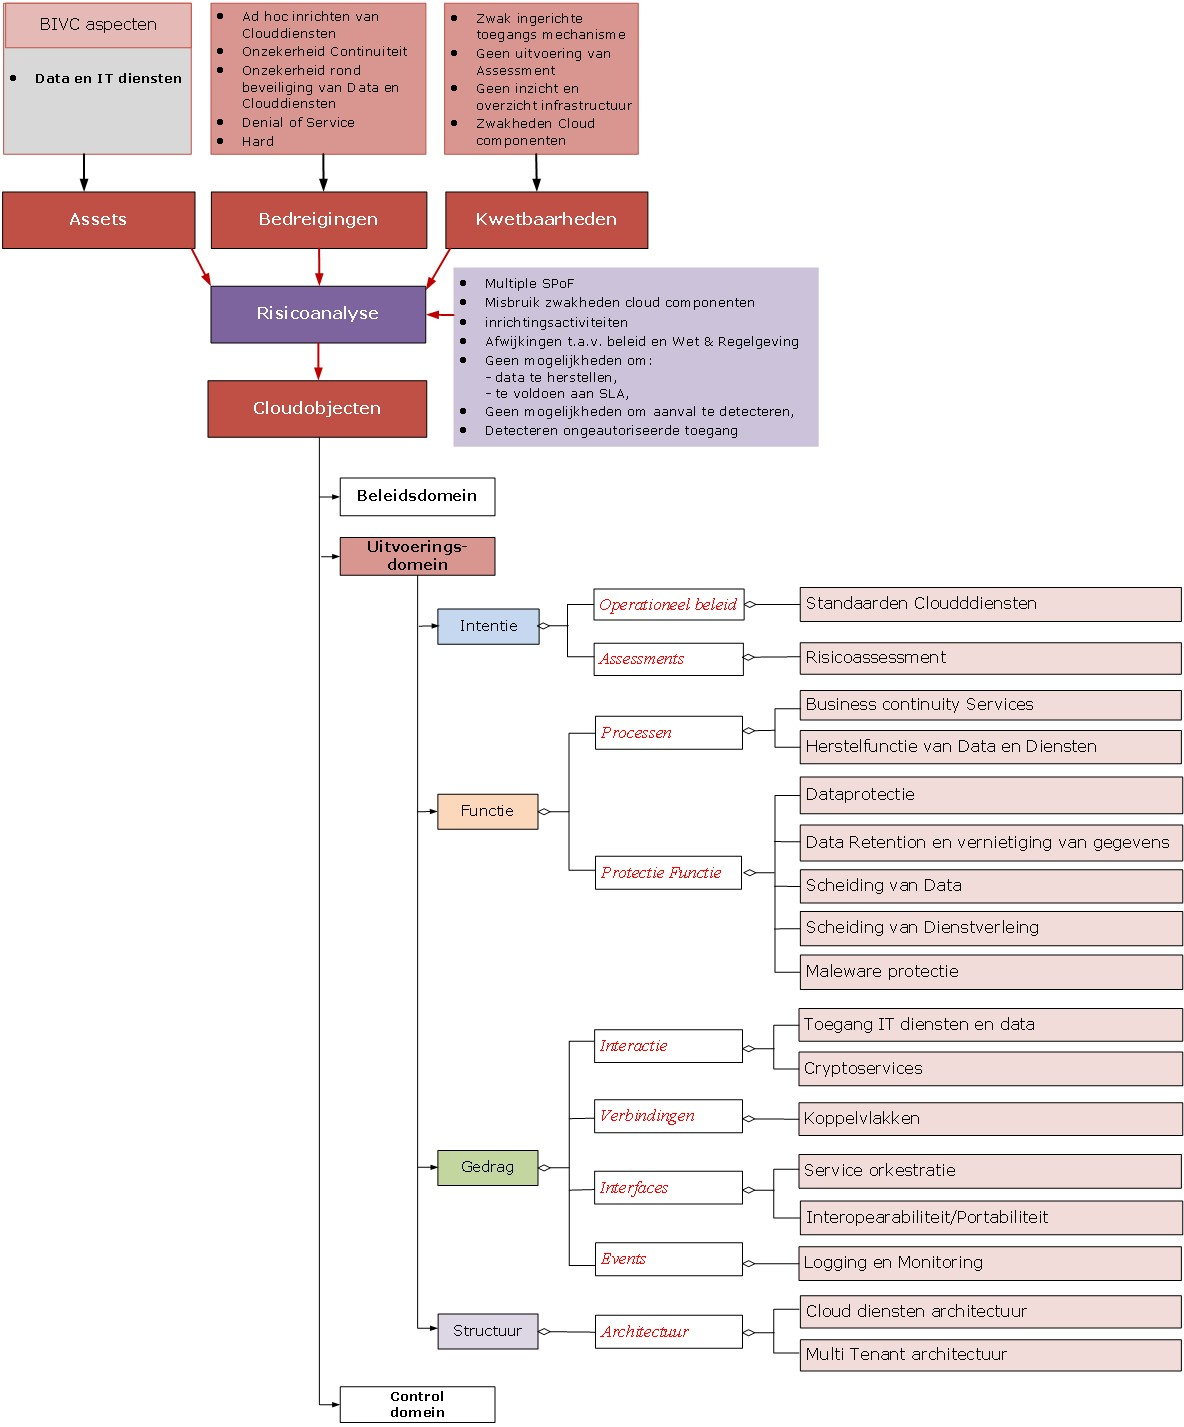 BIVC aspecten
Data en IT diensten
Ad hoc inrichten van
Clouddiensten
Onzekerheid Continuiteit
Onzekerheid rond
beveiliging van Data en
Clouddiensten
Denial of Service
Hard
Zwak ingerichte
toegangs mechanisme
Geen uitvoering van
Assessment
Geen inzicht en
overzicht infrastructuur
Zwakheden Cloud
componenten
Assets
Bedreigingen
Kwetbaarheden
Risicoanalyse
Multiple SPoF
Misbruik zwakheden cloud componenten
inrichtingsactiviteiten
Afwijkingen t.a.v. beleid en Wet & Regelgeving
Geen mogelijkheden om:
– data te herstellen,
– te voldoen aan SLA,
Geen mogelijkheden om aanval te detecteren,
Detecteren ongeautoriseerde toegang
Cloudobjecten
Beleidsdomein
Uitvoerings-
domein
Intentie
Operationeel beleid
Standaarden Cloudddiensten
Assessments
Risicoassessment
Functie
Processen
Business continuity Services
Herstelfunctie van Data en Diensten
Protectie Functie
Dataprotectie
Data Retention en vernietiging van gegevens
Scheiding van Data
Scheiding van Dienstverleing
Maleware protectie
Gedrag
Interactie
Toegang IT diensten en data
Cryptoservices
Verbindingen
Koppelvlakken
Interfaces
Service orkestratie
Interopearabiliteit/Portabiliteit
Events
Logging en Monitoring
Structuur
Architectuur
Cloud diensten architectuur
Multi Tenant architectuur
Control
domein